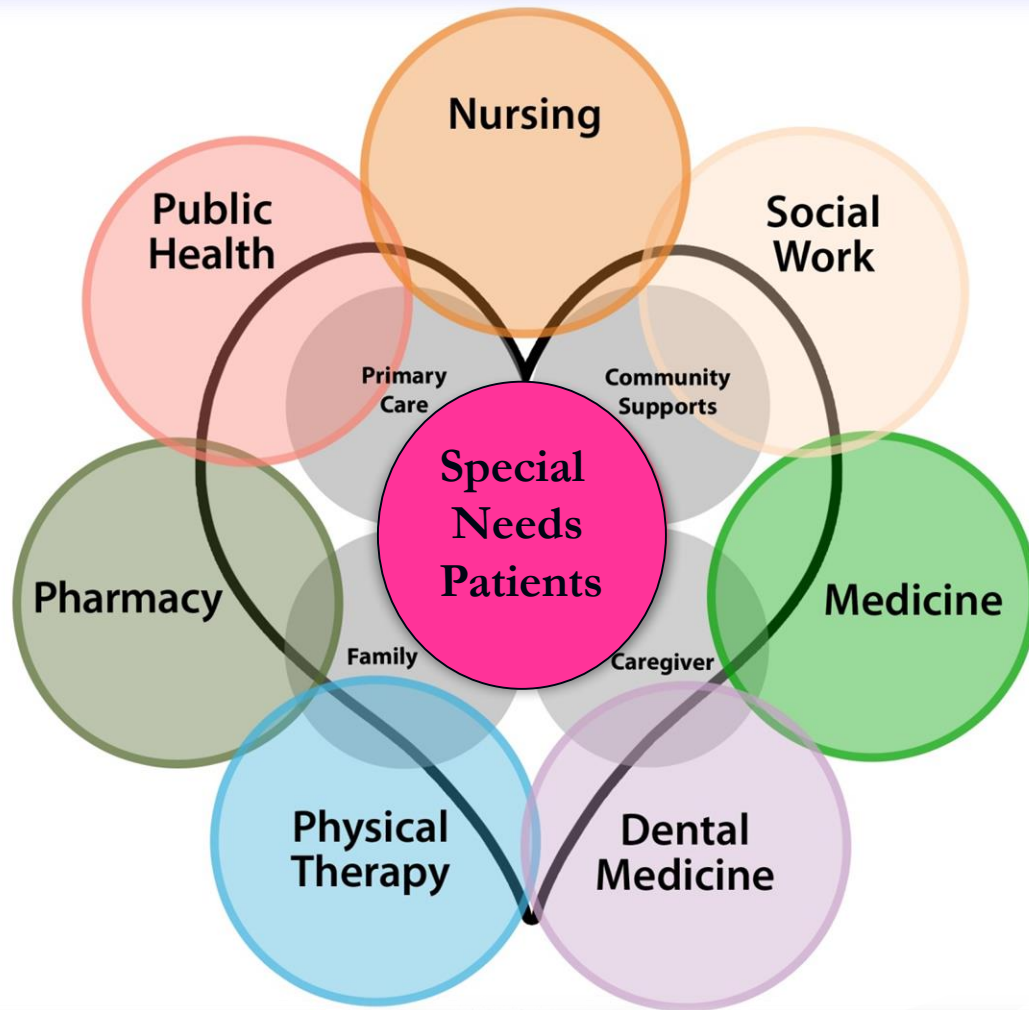 Nursing
Public
Health
Social
Work
Primary
Care
Community
Supports
Special
Needs
Patients
Pharmacy
Medicine
Family
Caregiver
Physical
Therapy
Dental
Medicine